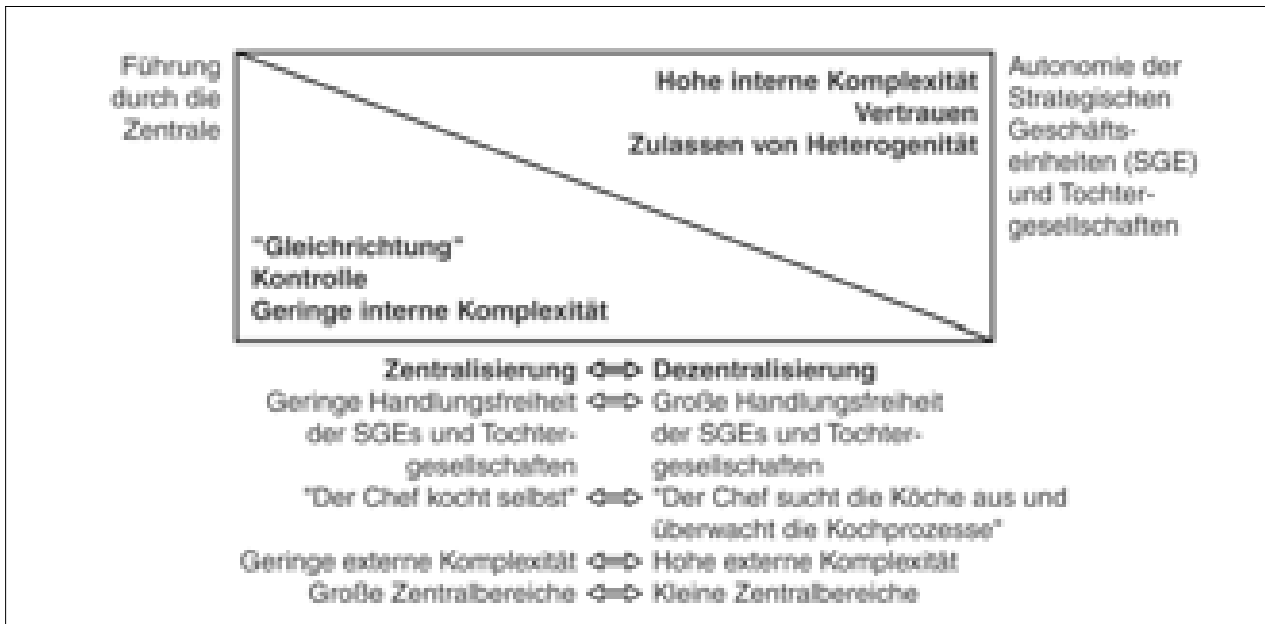 Führung
durch die
Zentrale
Hohe interne Komplexität
Vertrauen
Zulassen von Heterogenität
Autonomie der
Strategischen
Geschäfts-
einheiten (SGE)
und Tochter-
gesellschaften
"Gleichrichtung"
Kontrolle
Geringe interne Komplexität
Zentralisierung ⇦⇨ Dezentralisierung
Geringe Handlungsfreiheit ⇦⇨ Große Handlungsfreiheit
der SGEs und Tochter- der SGEs und Tochter-
gesellschaften gesellschaften
"Der Chef kocht selbst" ⇦⇨ "Der Chef sucht die Köche aus und
überwacht die Kochprozesse"
Geringe externe Komplexität ⇦⇨ Hohe externe Komplexität
Große Zentralbereiche ⇦⇨ Kleine Zentralbereiche